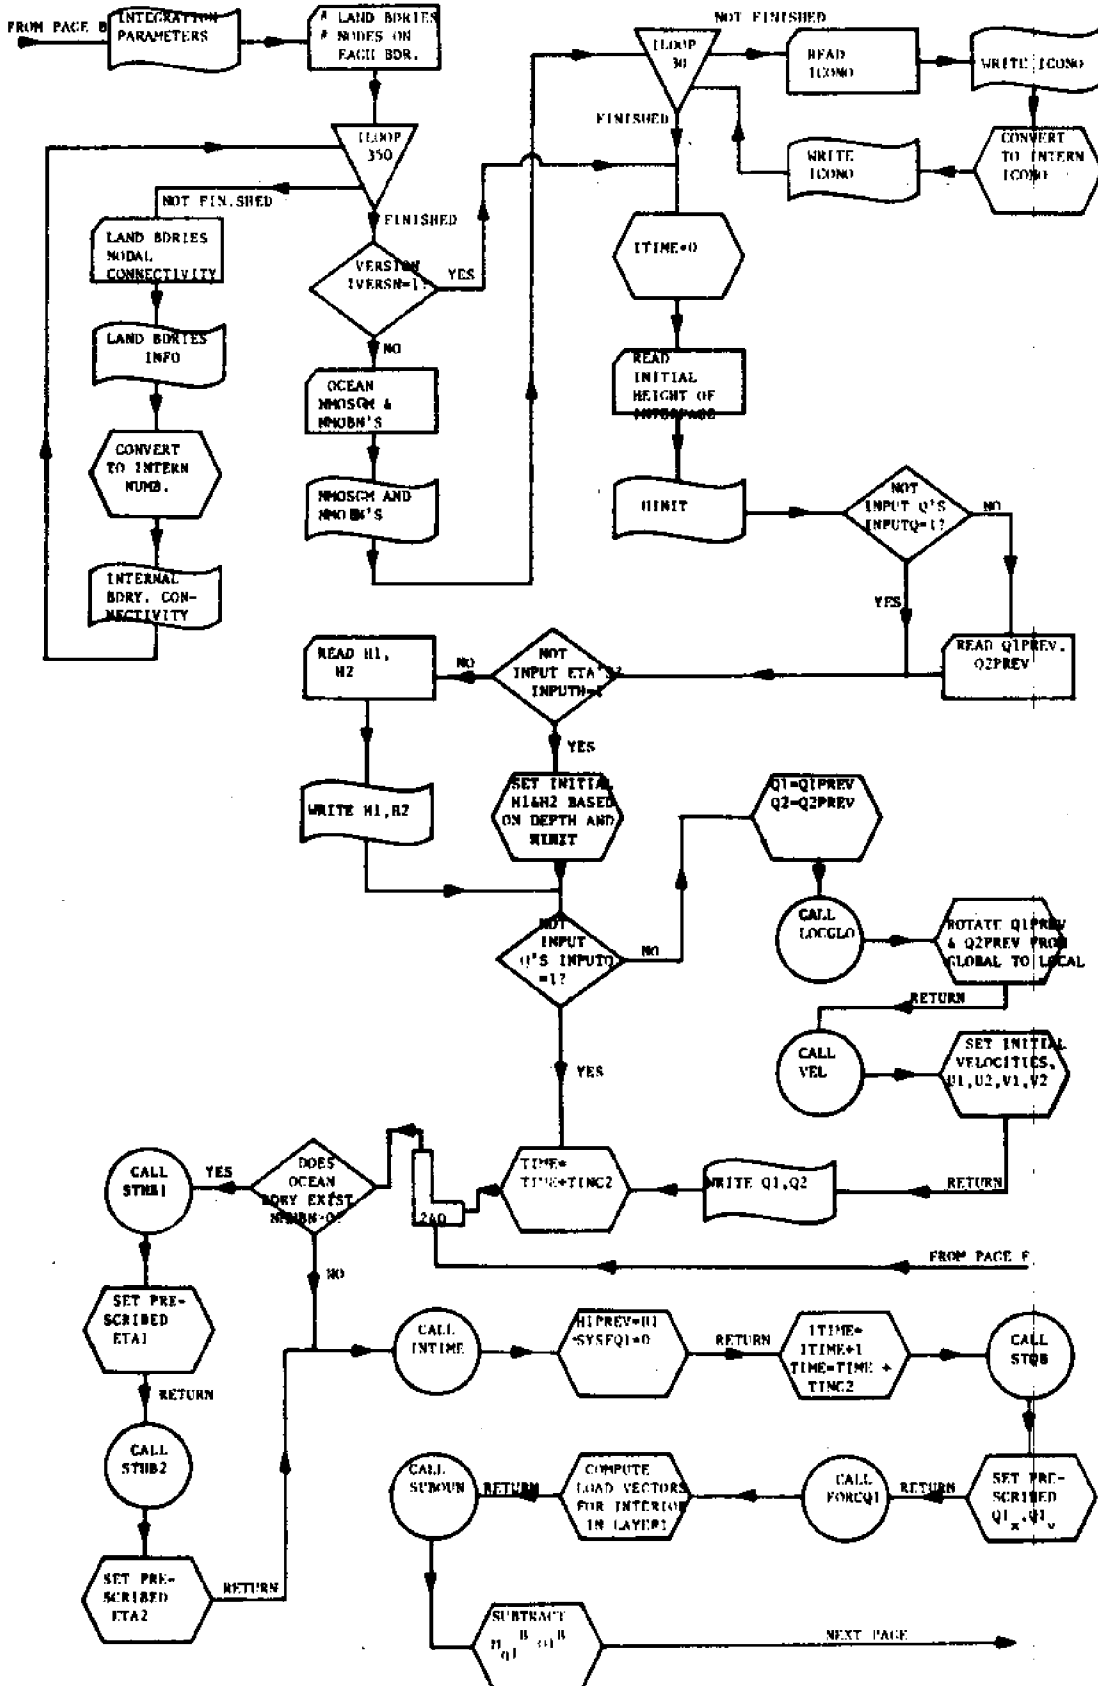 FROM PAGE B
INTEGRATION
PARAMETERS
# LAND BDRIES
# NODES ON
EACH BDR.
ILOOP
350
NOT FINISHED
LAND BDRIES
NODAL
CONNECTIVITY
LAND BDRIES
INFO
CONVERT
TO INTERN
NUMB.
INTERNAL
BDRY. CON-
NECTIVITY
FINISHED
VERSION
IVERSN=1?
YES
NO
OCEAN
NMOSGM &
NMOBN'S
NMOSGM AND
NMOBN'S
ILOOP
30
NOT FINISHED
READ
ICONO
WRITE ICONO
CONVERT
TO INTERN
ICONO
WRITE
ICONO
FINISHED
ITIME=0
READ
INITIAL
HEIGHT OF
INTERFACE
HINIT
NOT
INPUT Q'S
INPUTQ=1?
NO
YES
READ Q1PREV.
Q2PREV
NOT
INPUT ETA'S?
NO
READ H1,
H2
WRITE H1,H2
YES
SET INITIAL
H1&H2 BASED
ON DEPTH AND
HINIT
NOT
INPUT
Q'S INPUTQ
=1?
NO
Q1=Q1PREV
Q2=Q2PREV
CALL
LOCGLO
ROTATE Q1PREV
& Q2PREV FROM
GLOBAL TO LOCAL
RETURN
CALL
VEL
SET INITIAL
VELOCITIES,
U1,U2,V1,V2
RETURN
WRITE Q1,Q2
YES
TIME=
TIME+TINC2
240
FROM PAGE F
DOES
OCEAN
BDRY EXIST
YES
CALL
STHB1
SET PRE-
SCRIBED
ETA1
RETURN
CALL
STHB2
SET PRE-
SCRIBED
ETA2
RETURN
NO
CALL
INTIME
H1PREV=H1
SYSFQ1=0
RETURN
ITIME=
ITIME+1
TIME=TIME +
TINC2
CALL
STQB
SET PRE-
SCRIBED
RETURN
CALL
FORCQ1
COMPUTE
LOAD VECTORS
FOR INTERIOR
IN LAYER1
RETURN
CALL
SUBOUN
SUBTRACT
NEXT PAGE